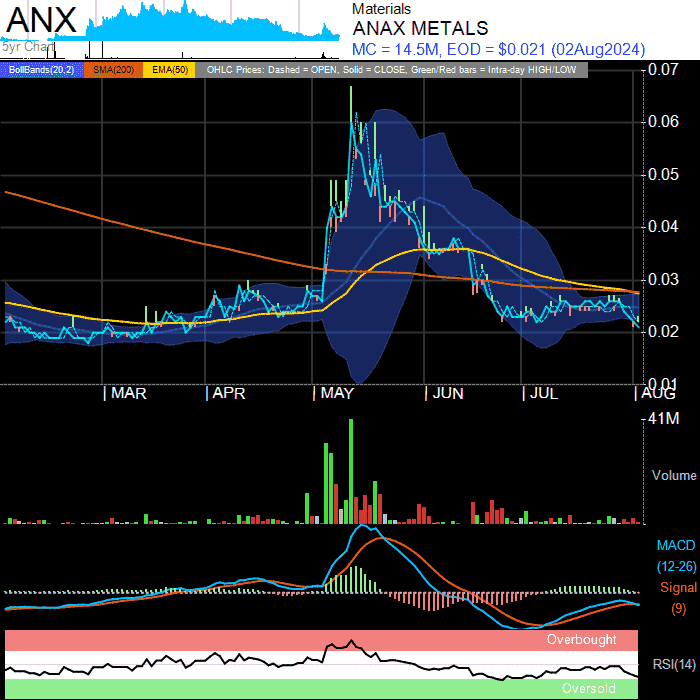 ANX
5yr Chart
Materials
ANAX METALS
MC = 14.5M, EOD = $0.021 (02Aug2024)
BollBands(20,2) SMA(200) EMA(50) OHLC Prices: Dashed = OPEN, Solid = CLOSE, Green/Red bars = Intra-day HIGH/LOW
0.07
0.06
0.05
0.04
0.03
0.02
0.01
MAR APR MAY JUN JUL AUG
41M
Volume
MACD
(12-26)
Signal
(9)
Overbought
RSI(14)
Oversold